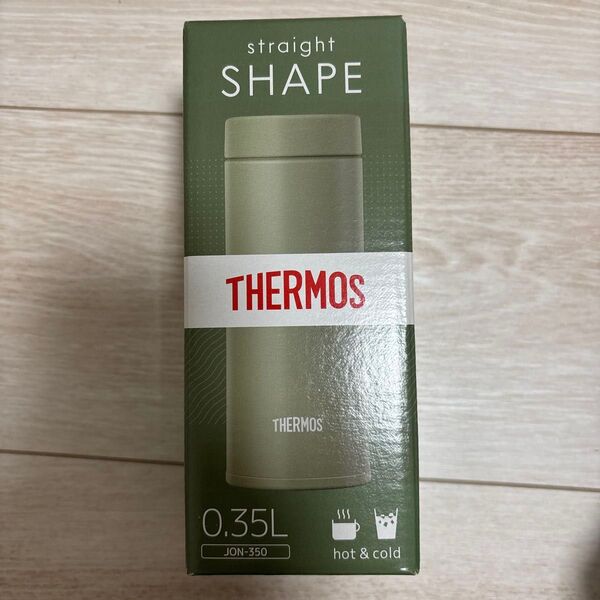 straight
SHAPE
THERMOS
THERMOS
0.35L
JON-350
hot & cold